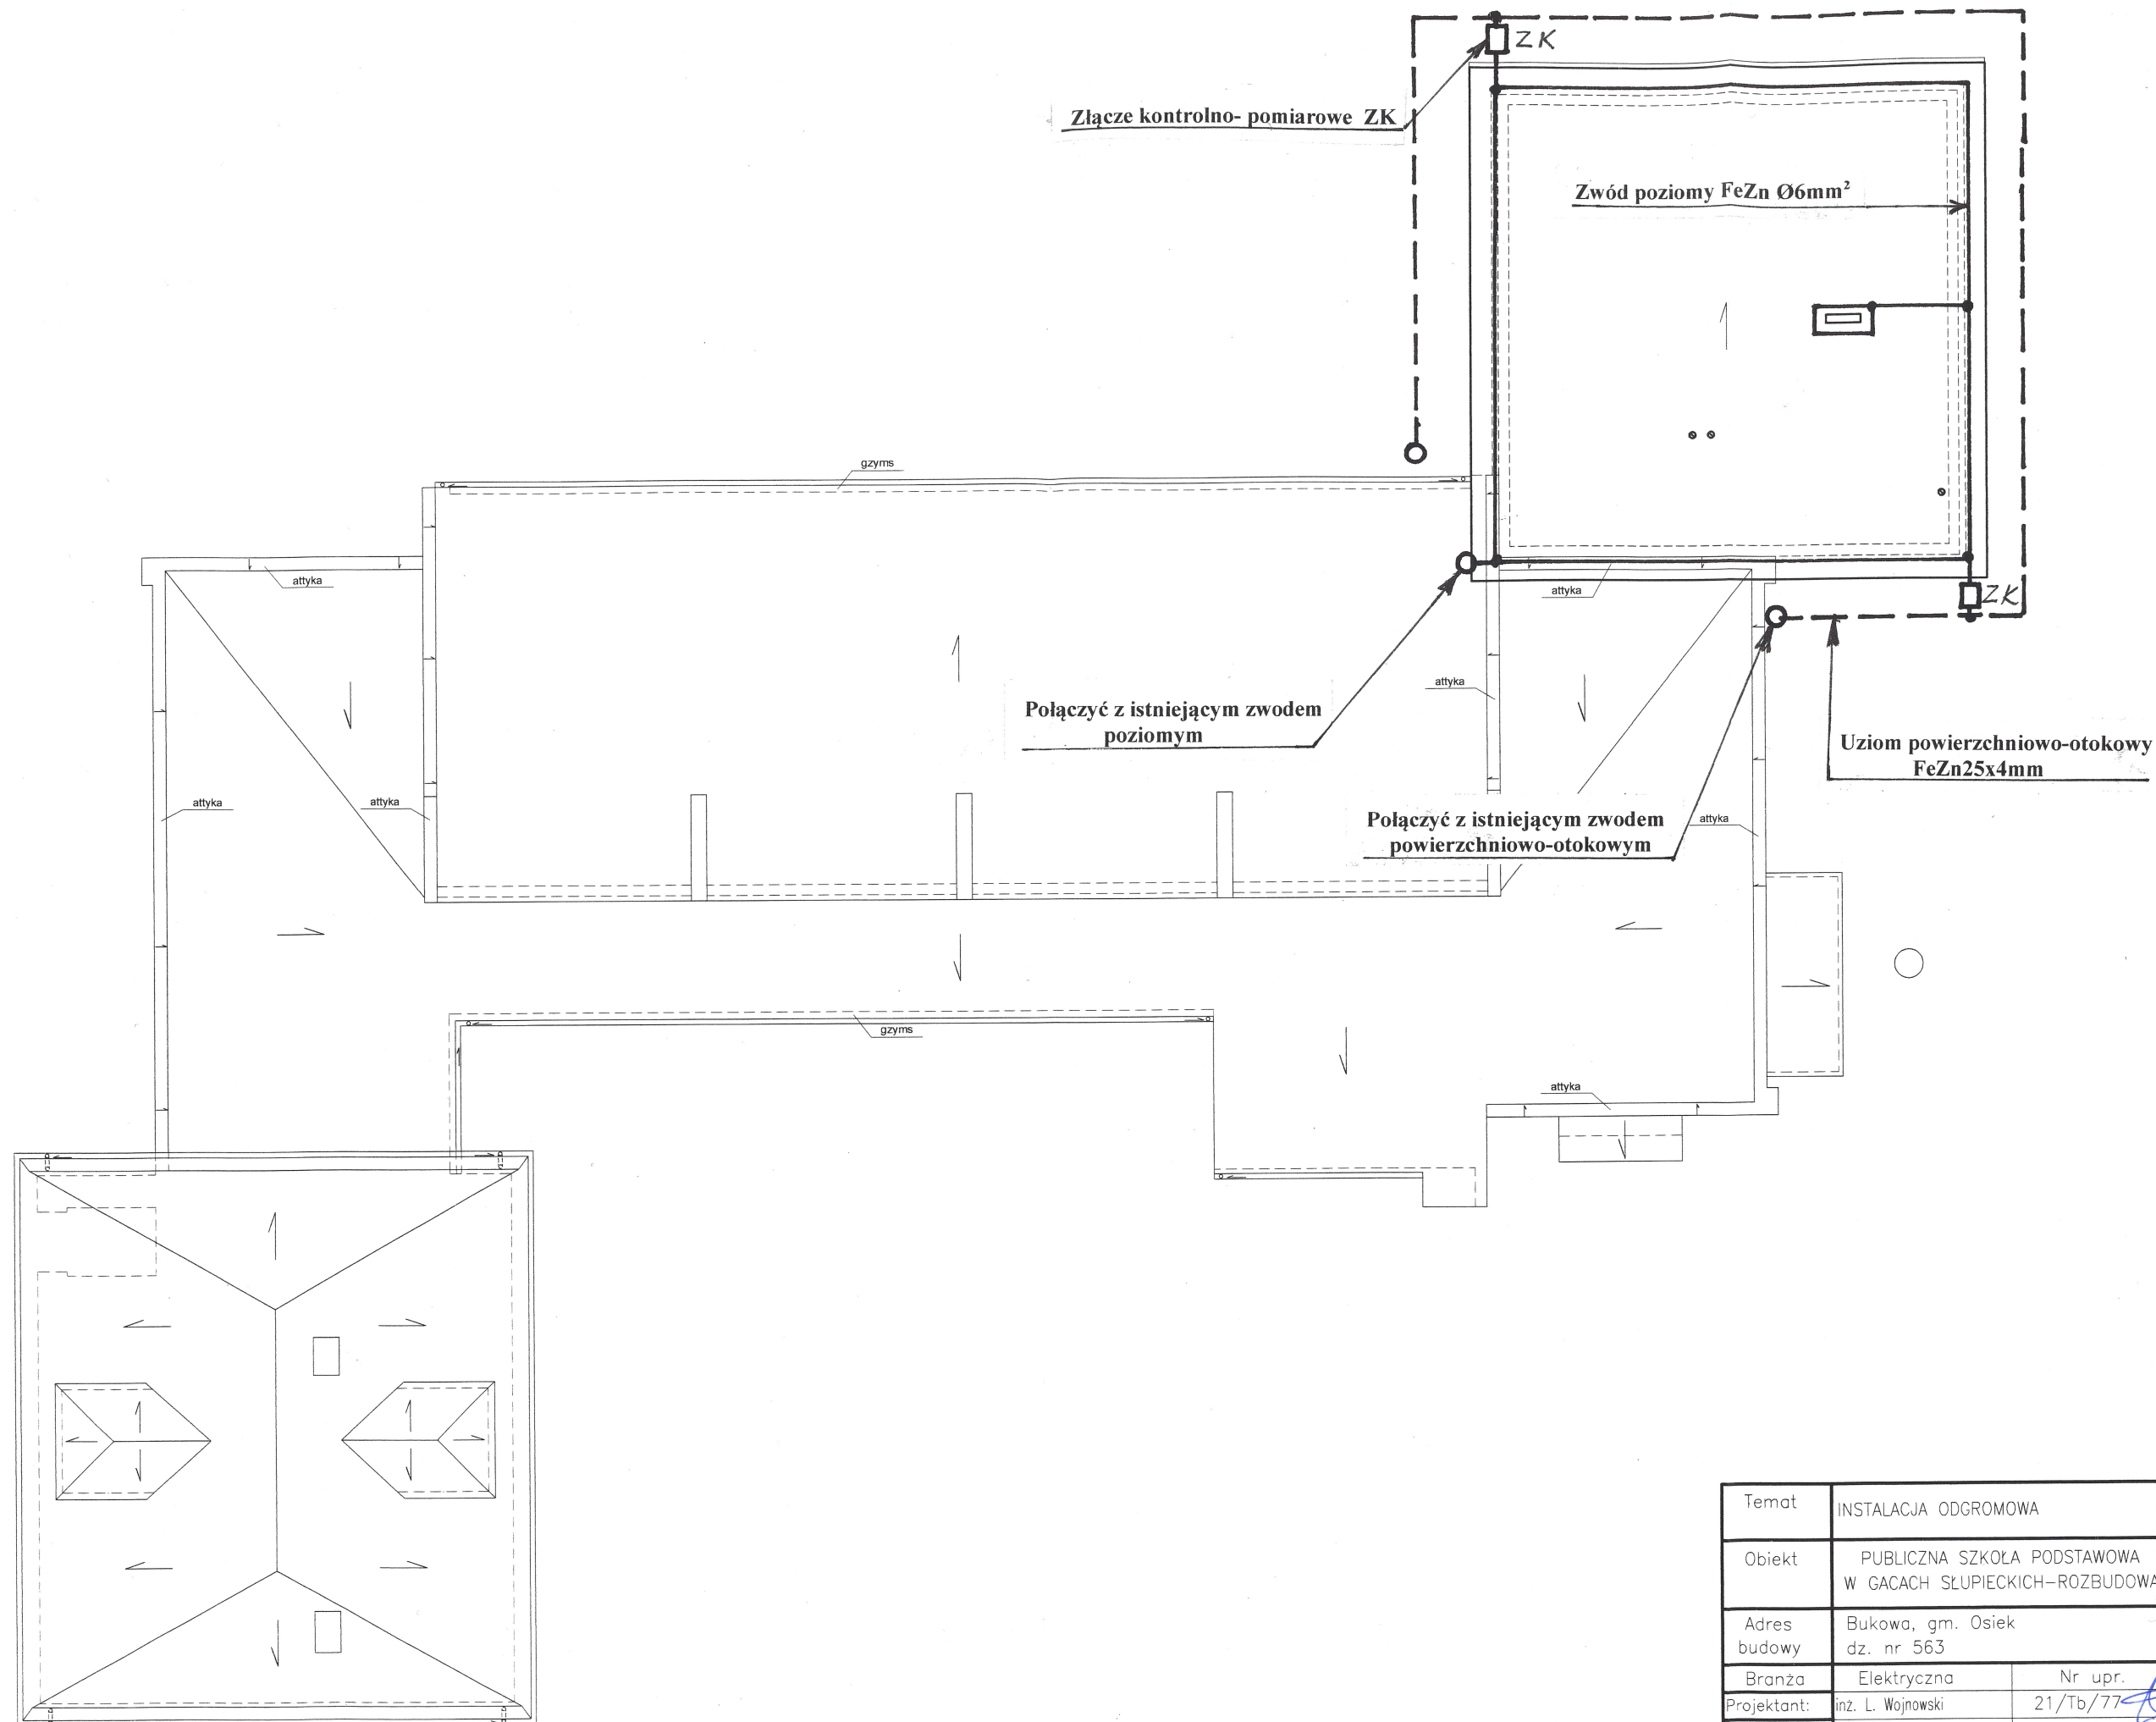 ZK
Złącze kontrolno- pomiarowe ZK
Zwód poziomy FeZn Ø6mm²
gzyms
attyka
attyka
ZK
attyka
Połączyć z istniejącym zwodem
poziomym
Uziom powierzchniowo-otokowy
FeZn25x4mm
attyka
attyka
Połączyć z istniejącym zwodem
powierzchniowo-otokowym
attyka
gzyms
attyka
Temat
INSTALACJA ODGROMOWA
Obiekt
PUBLICZNA SZKOŁA PODSTAWOWA
W GACACH SŁUPIECKICH-ROZBUDOWA
Adres
budowy
Bukowa, gm. Osiek
dz. nr 563
Branża
Elektryczna
Nr upr.
Projektant:
inż. L. Wojnowski
21/Tb/77